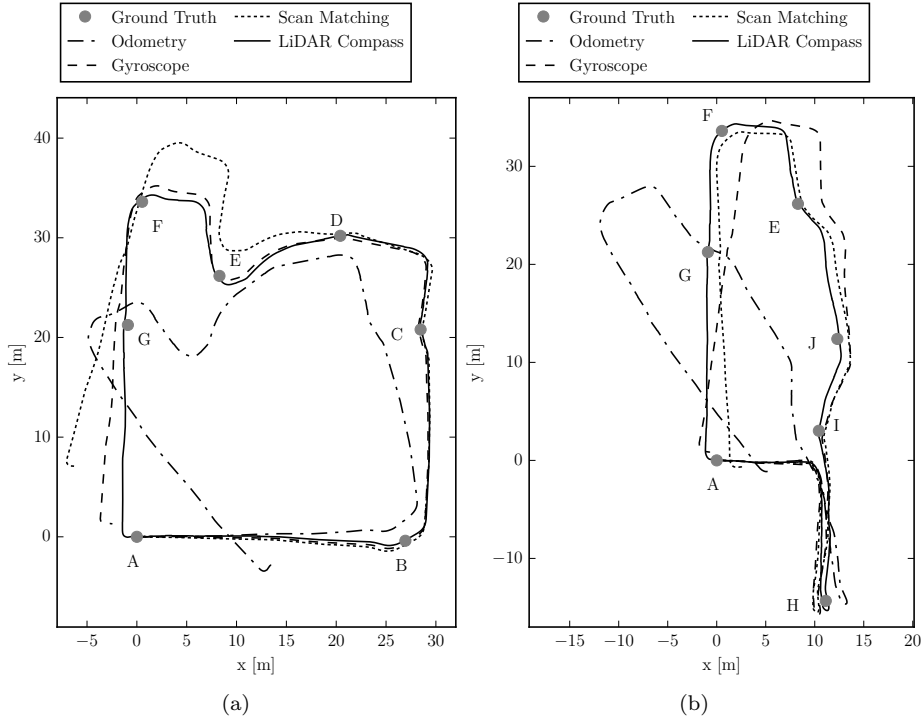 Ground Truth
Scan Matching
Odometry
LiDAR Compass
Gyroscope
Ground Truth
Scan Matching
Odometry
LiDAR Compass
Gyroscope
40
30
20
10
0
y [m]
F
E
D
G
C
A
B
−5
0
5
10
15
20
25
30
x [m]
(a)
30
20
10
0
−10
y [m]
F
E
G
J
I
A
H
−15
−10
−5
0
5
10
15
20
x [m]
(b)